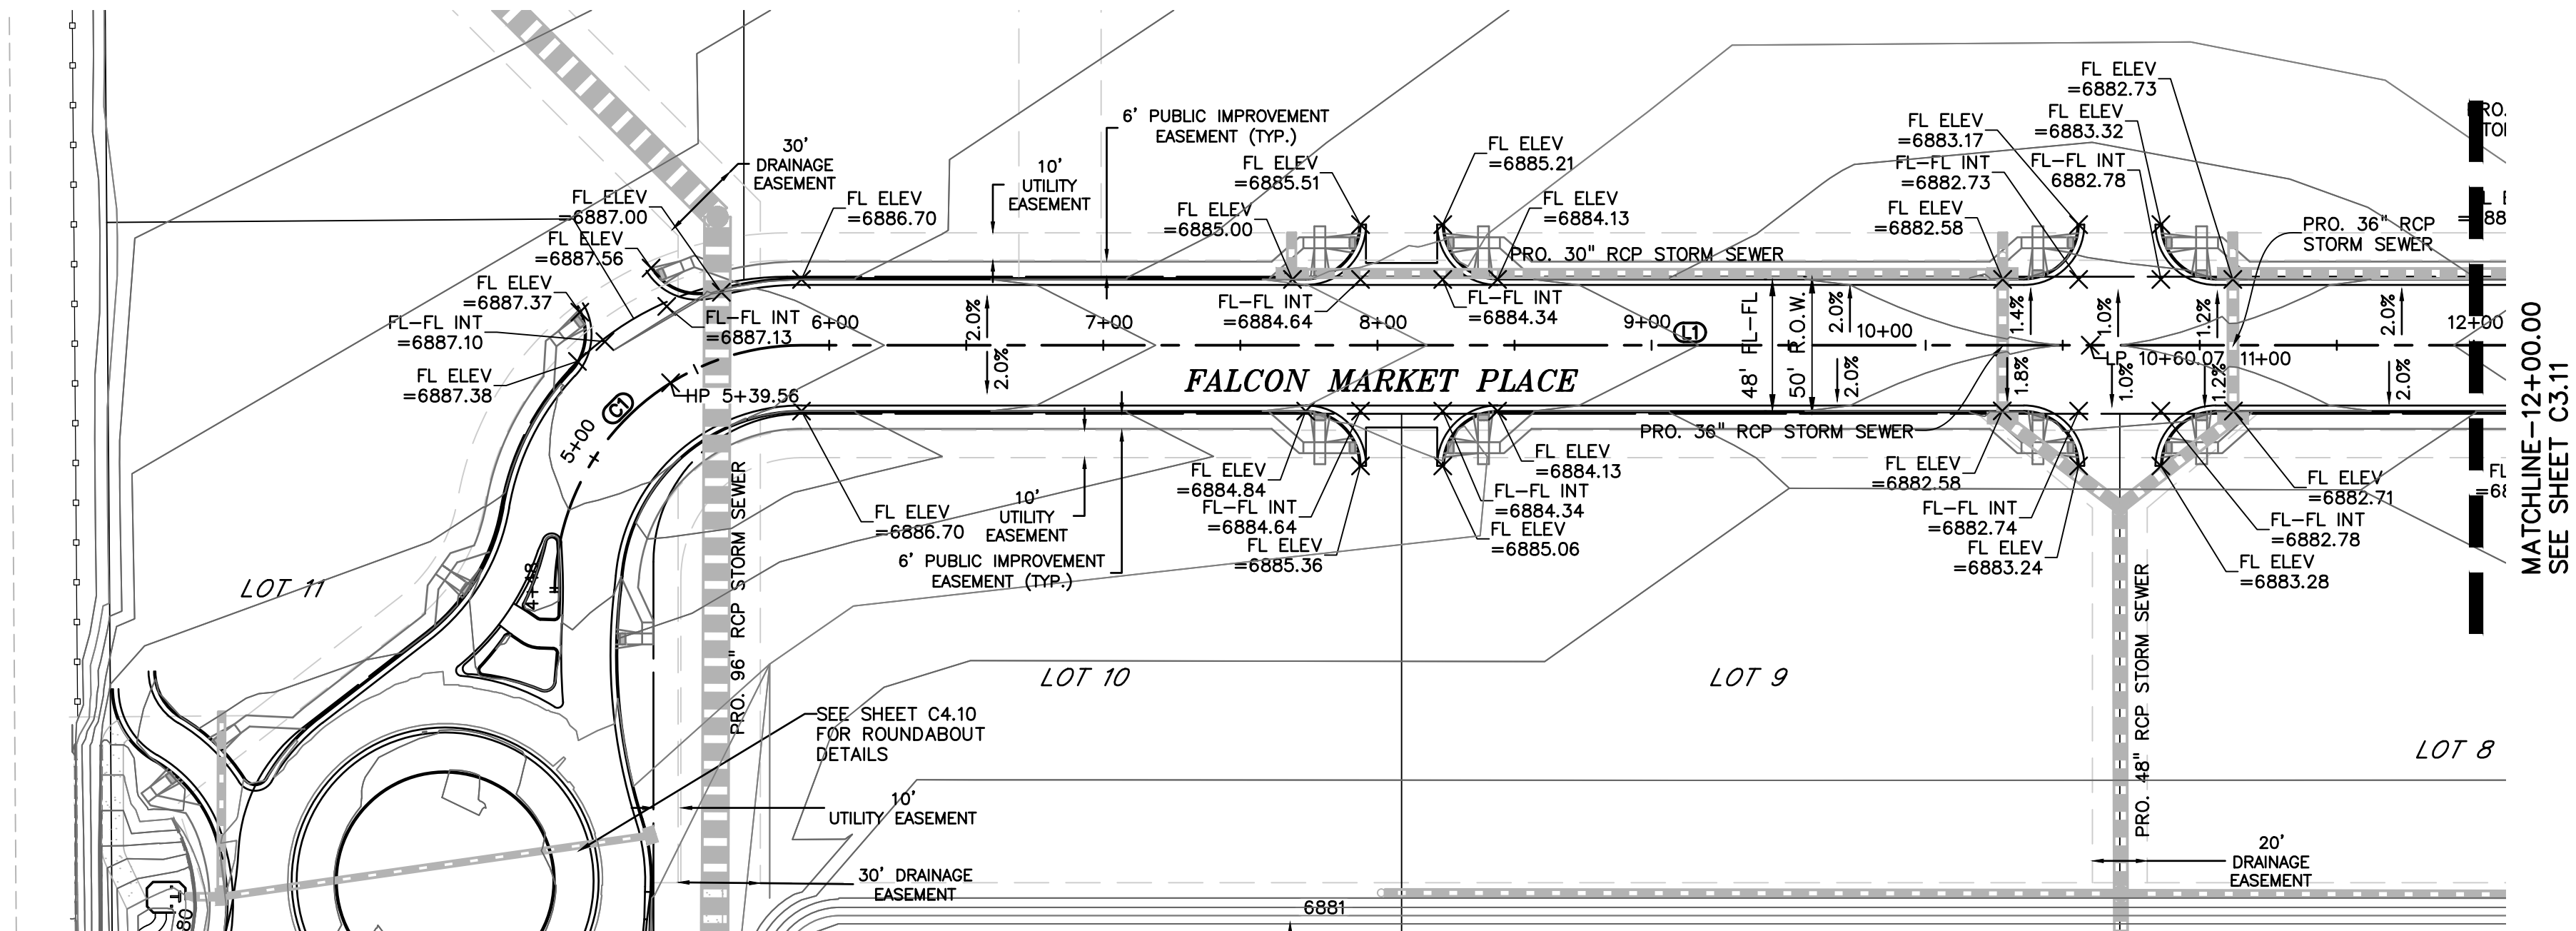 FL ELEV
=6882.73
FL ELEV
=6883.32
FL ELEV
=6883.17
FL-FL INT
=6882.73
FL-FL INT
6882.78
FL ELEV
=6882.58
6' PUBLIC IMPROVEMENT
EASEMENT (TYP.)
30'
DRAINAGE
EASEMENT
10'
UTILITY
EASEMENT
FL ELEV
=6885.51
FL ELEV
=6885.21
FL ELEV
=6887.00
FL ELEV
=6886.70
FL ELEV
=6885.00
FL ELEV
=6884.13
FL ELEV
=6887.56
FL ELEV
=6887.37
FL-FL INT
=6887.10
FL-FL INT
=6887.13
FL ELEV
=6887.38
PRO. 30" RCP STORM SEWER
PRO. 36" RCP
STORM SEWER
FL-FL INT
=6884.64
FL-FL INT
=6884.34
6+00
7+00
8+00
9+00
L1
10+00
11+00
12+00
2.0%
2.0%
48' FL-FL
50' R.O.W.
2.0%
2.0%
1.4%
1.8%
1.0%
1.0%
1.2%
1.2%
2.0%
2.0%
LP 10+60.07
HP 5+39.56
C1
5+00
FALCON MARKET PLACE
PRO. 36" RCP STORM SEWER
MATCHLINE-12+00.00
SEE SHEET C3.11
FL ELEV
=6886.70
10'
UTILITY
EASEMENT
6' PUBLIC IMPROVEMENT
EASEMENT (TYP.)
FL ELEV
=6884.84
FL-FL INT
=6884.64
FL ELEV
=6885.36
FL ELEV
=6884.13
FL-FL INT
=6884.34
FL ELEV
=6885.06
FL ELEV
=6882.58
FL-FL INT
=6882.74
FL ELEV
=6883.24
FL ELEV
=6882.71
FL-FL INT
=6882.78
FL ELEV
=6883.28
PRO. 96" RCP STORM SEWER
PRO. 48" RCP STORM SEWER
LOT 11
LOT 10
LOT 9
LOT 8
SEE SHEET C4.10
FOR ROUNDABOUT
DETAILS
10'
UTILITY EASEMENT
30' DRAINAGE
EASEMENT
20'
DRAINAGE
EASEMENT
6881
80